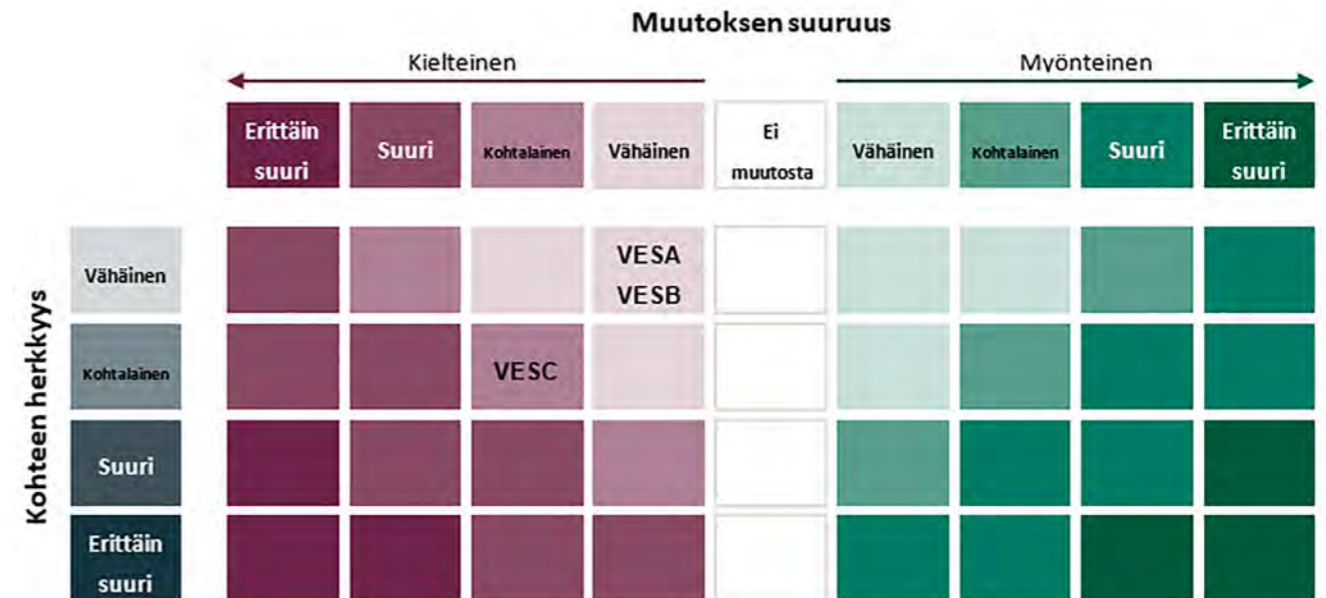 Muutoksen suuruus
Kielteinen
Myönteinen
Erittäin
suuri
Suuri
Kohtalainen
Vähäinen
Ei
muutosta
Vähäinen
Kohtalainen
Suuri
Erittäin
suuri
Kohteen herkkyys
Vähäinen
VESA
VESB
Kohtalainen
VESC
Suuri
Erittäin
suuri